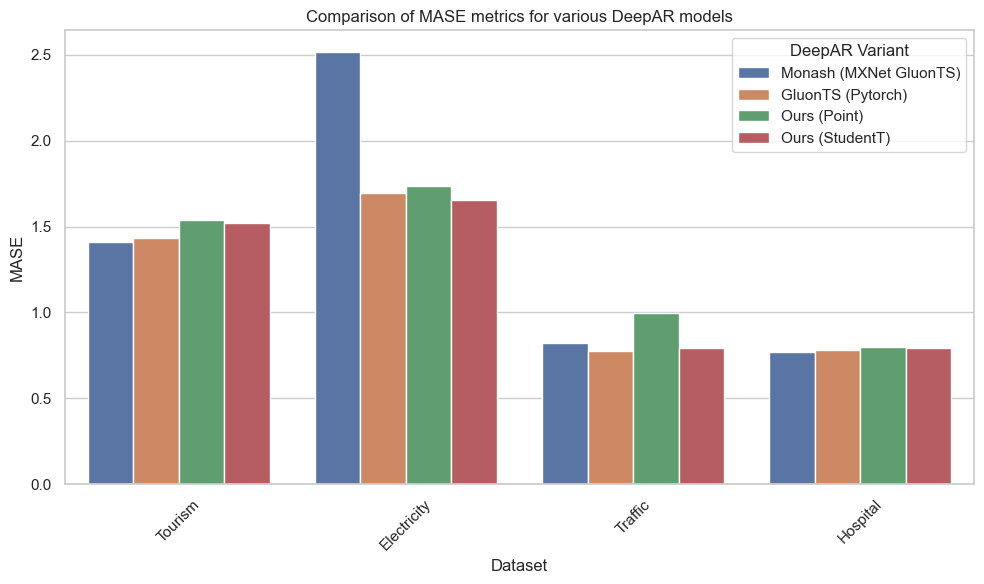 Comparison of MASE metrics for various DeepAR models
DeepAR Variant
Monash (MXNet GluonTS)
GluonTS (Pytorch)
Ours (Point)
Ours (StudentT)
MASE
2.5
2.0
1.5
1.0
0.5
0.0
Tourism
Electricity
Traffic
Hospital
Dataset